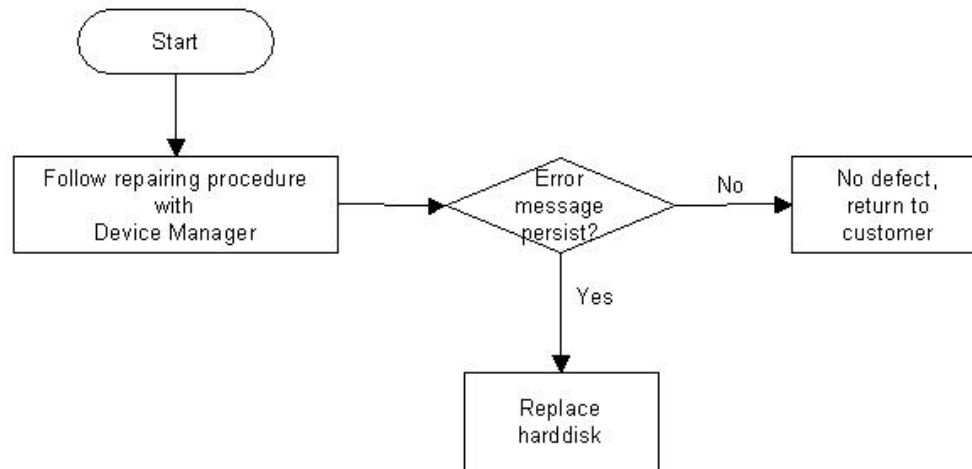 Start
Follow repairing procedure
with
Device Manager
Error
message
persist?
No
No defect,
return to
customer
Yes
Replace
harddisk